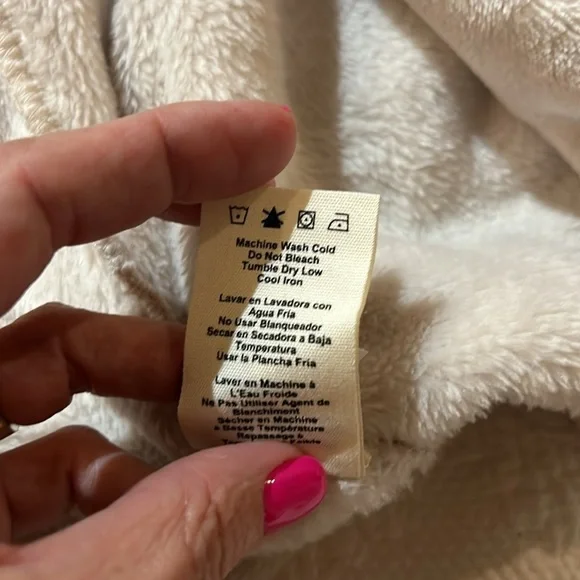 Machine Wash Cold
Do Not Bleach
Tumble Dry Low
Cool Iron
Lavar en Lavadora con
Agua Fría
No Usar Blanqueador
Secar en Secadora a Baja
Temperatura
Usar la Plancha Fria
Laver en Machine à
L'Eau Froide
Ne Pas Utiliser Agent de
Blanchiment
Sécher en Machine
a Basse Température
Repassage à